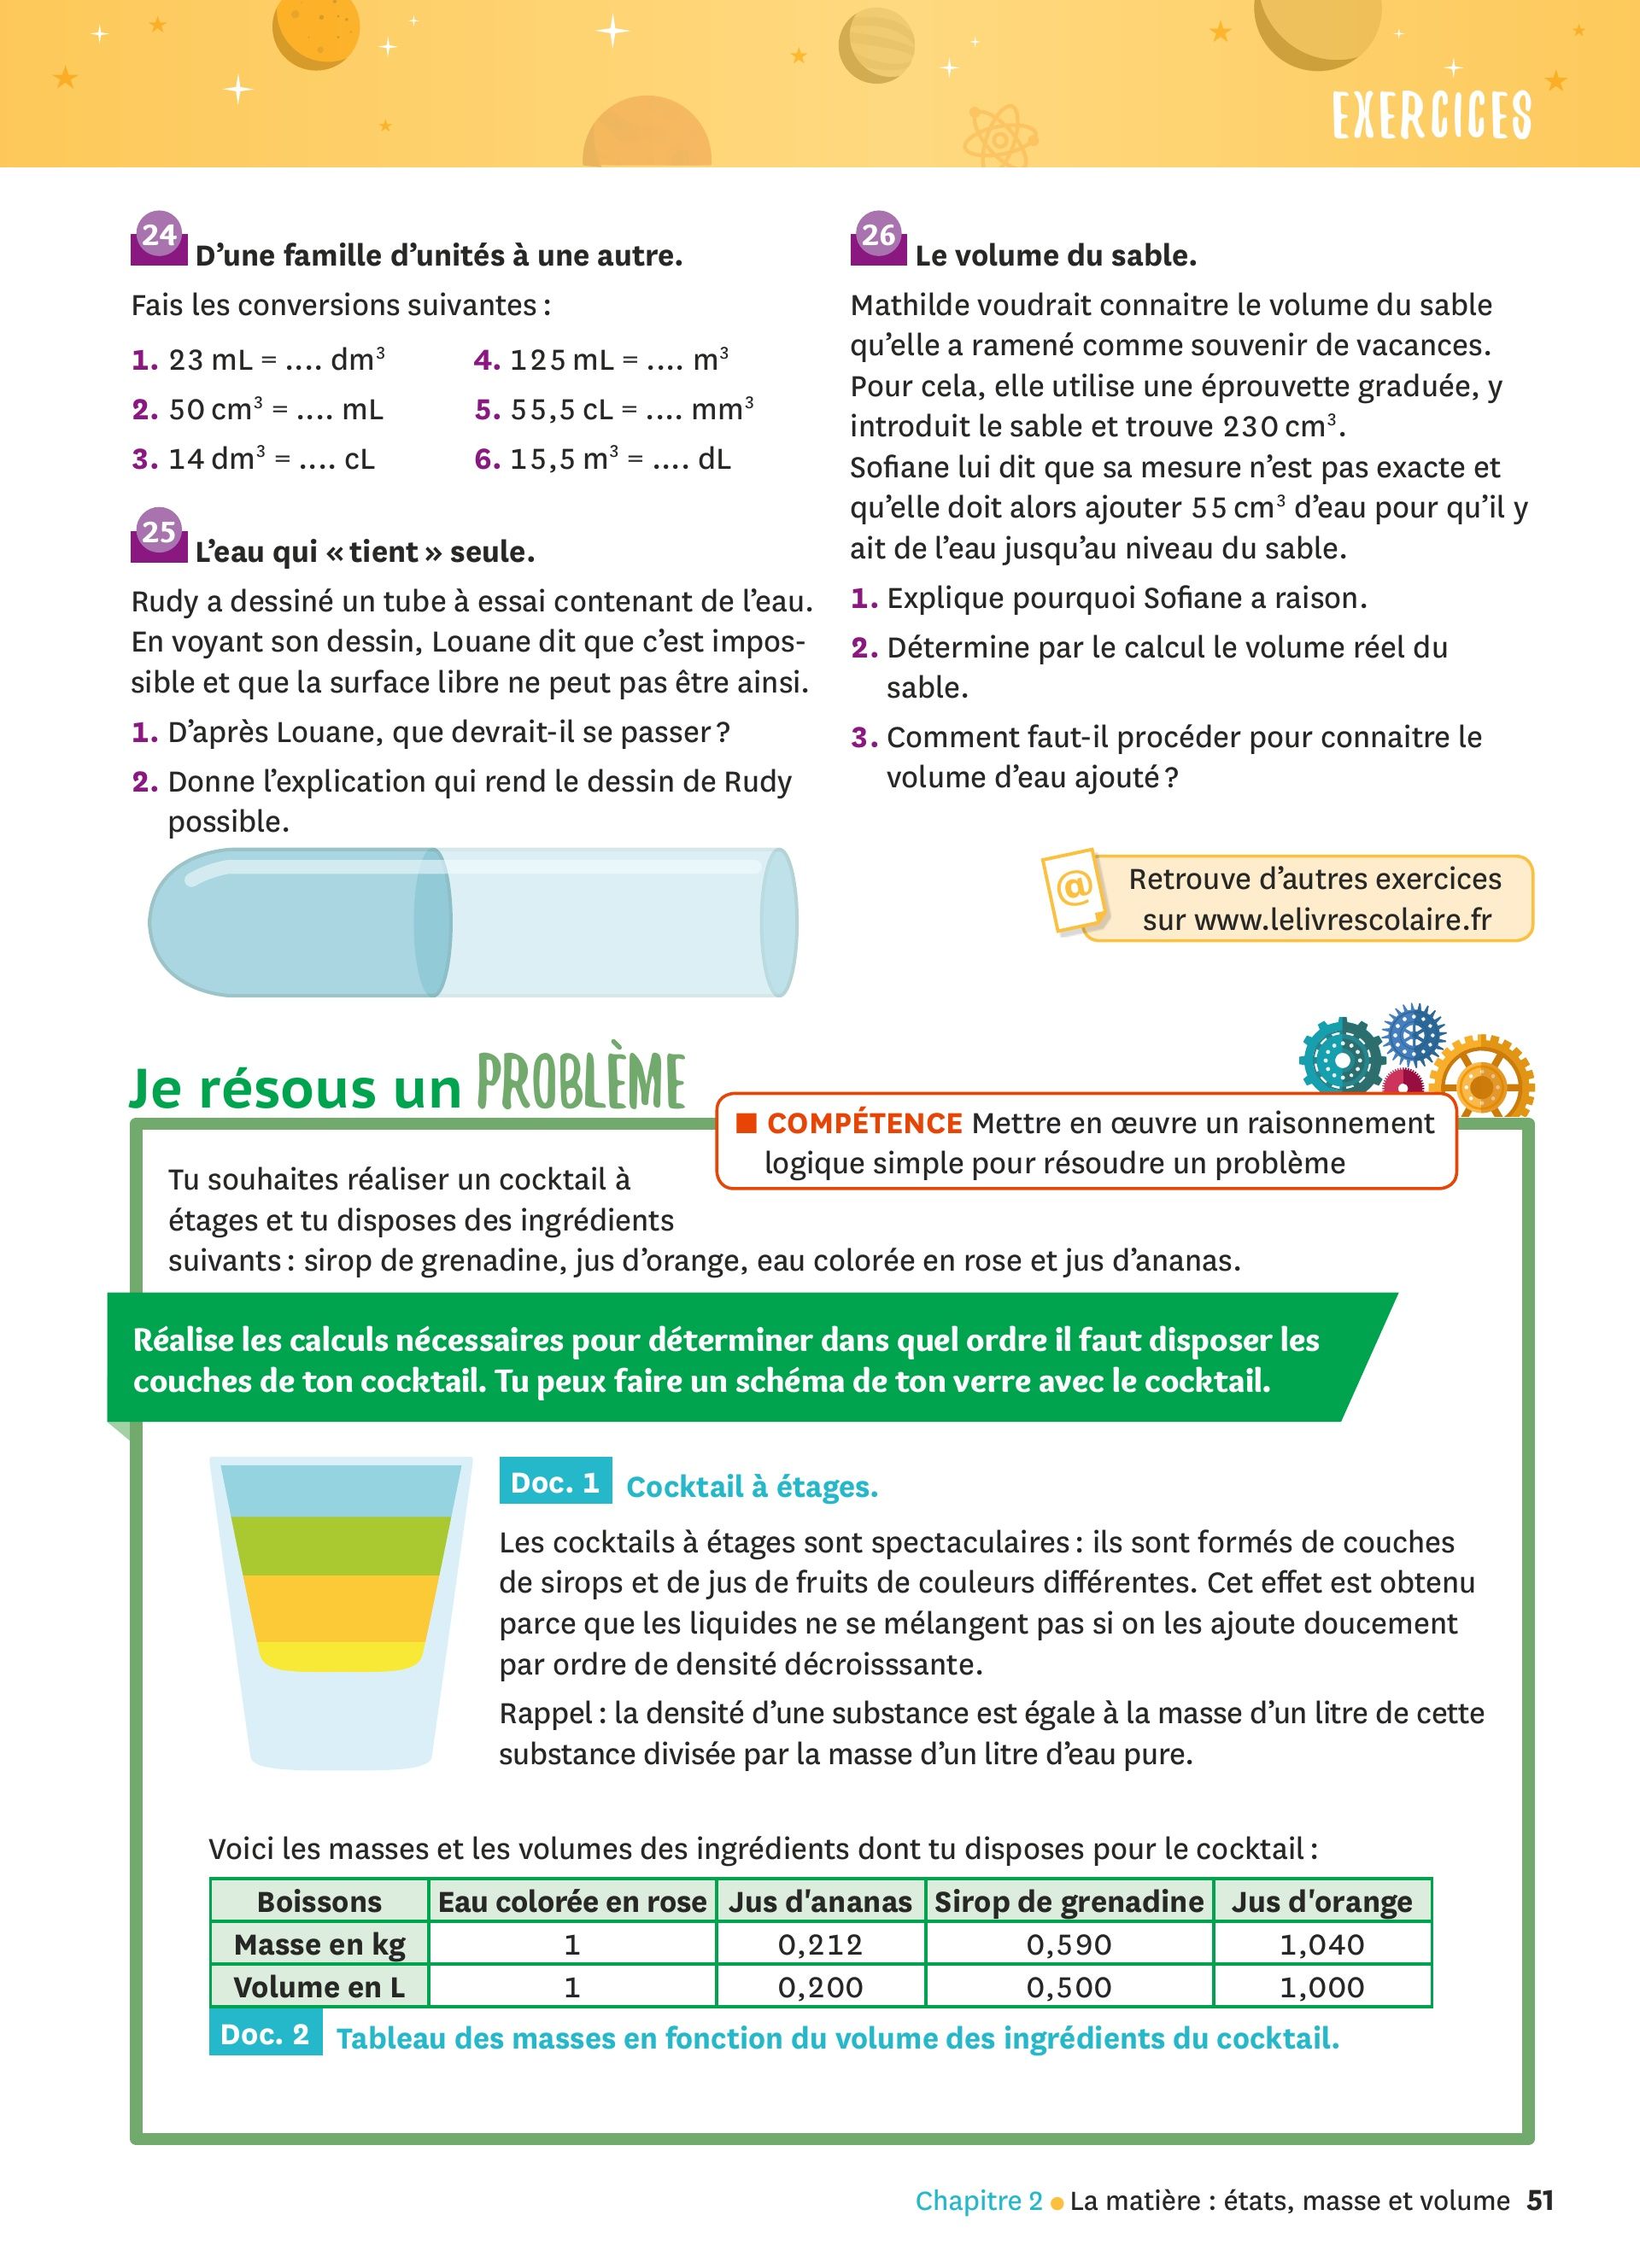 EXERCICES
24 D’une famille d’unités à une autre.
Fais les conversions suivantes :
1. 23 mL = .... dm³
2. 50 cm³ = .... mL
3. 14 dm³ = .... cL
4. 125 mL = .... m³
5. 55,5 cL = .... mm³
6. 15,5 m³ = .... dL
25 L’eau qui « tient » seule.
Rudy a dessiné un tube à essai contenant de l’eau.
En voyant son dessin, Louane dit que c’est impos-
sible et que la surface libre ne peut pas être ainsi.
1. D’après Louane, que devrait-il se passer ?
2. Donne l’explication qui rend le dessin de Rudy
possible.
26 Le volume du sable.
Mathilde voudrait connaitre le volume du sable
qu’elle a ramené comme souvenir de vacances.
Pour cela, elle utilise une éprouvette graduée, y
introduit le sable et trouve 230 cm³.
Sofiane lui dit que sa mesure n’est pas exacte et
qu’elle doit alors ajouter 55 cm³ d’eau pour qu’il y
ait de l’eau jusqu’au niveau du sable.
1. Explique pourquoi Sofiane a raison.
2. Détermine par le calcul le volume réel du
sable.
3. Comment faut-il procéder pour connaitre le
volume d’eau ajouté ?
@
Retrouve d’autres exercices
sur www.lelivrescolaire.fr
Je résous un PROBLÈME
■ COMPÉTENCE Mettre en œuvre un raisonnement
logique simple pour résoudre un problème
Tu souhaites réaliser un cocktail à
étages et tu disposes des ingrédients
suivants : sirop de grenadine, jus d’orange, eau colorée en rose et jus d’ananas.
Réalise les calculs nécessaires pour déterminer dans quel ordre il faut disposer les
couches de ton cocktail. Tu peux faire un schéma de ton verre avec le cocktail.
Doc. 1 Cocktail à étages.
Les cocktails à étages sont spectaculaires : ils sont formés de couches
de sirops et de jus de fruits de couleurs différentes. Cet effet est obtenu
parce que les liquides ne se mélangent pas si on les ajoute doucement
par ordre de densité décroisssante.
Rappel : la densité d’une substance est égale à la masse d’un litre de cette
substance divisée par la masse d’un litre d’eau pure.
Voici les masses et les volumes des ingrédients dont tu disposes pour le cocktail :
Boissons Eau colorée en rose Jus d'ananas Sirop de grenadine Jus d'orange
Masse en kg 1 0,212 0,590 1,040
Volume en L 1 0,200 0,500 1,000
Doc. 2 Tableau des masses en fonction du volume des ingrédients du cocktail.
Chapitre 2 ● La matière : états, masse et volume 51